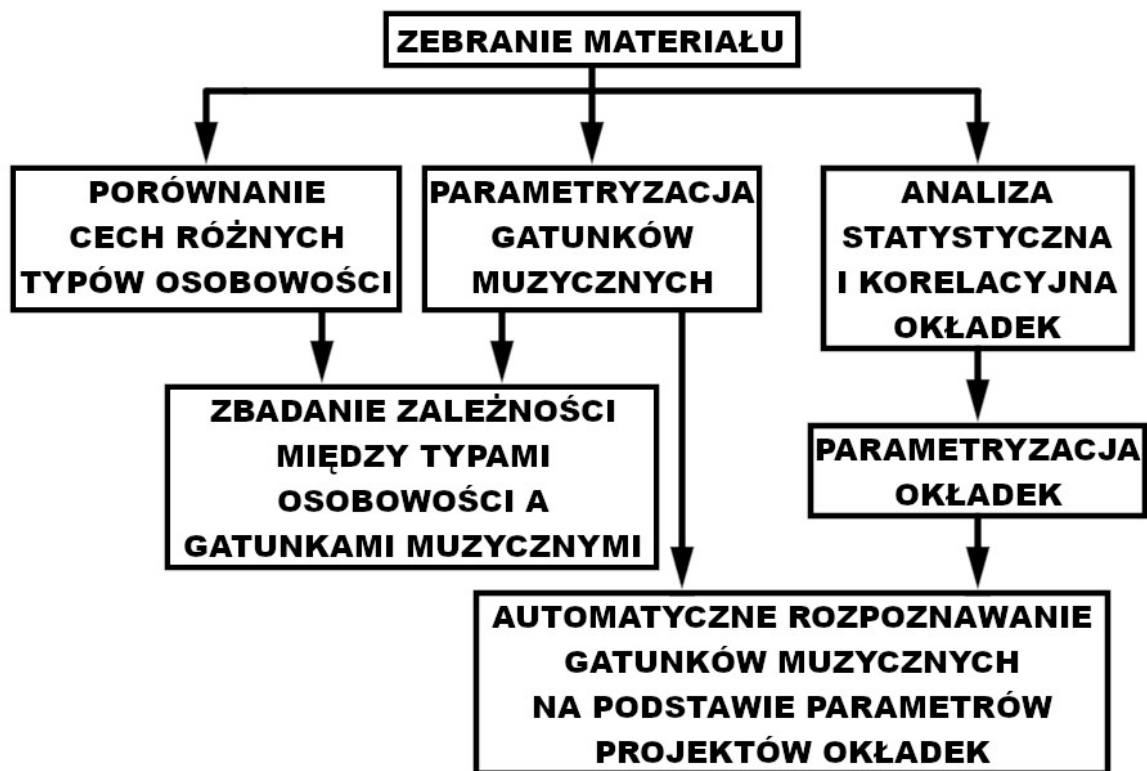 ZEBRANIE MATERIAŁU
PORÓWNANIE
CECH RÓŻNYCH
TYPÓW OSOBOWOŚCI
PARAMETRYZACJA
GATUNKÓW
MUZYCZNYCH
ANALIZA
STATYSTYCZNA
I KORELACYJNA
OKŁADEK
ZBADANIE ZALEŻNOŚCI
MIĘDZY TYPAMI
OSOBOWOŚCI A
GATUNKAMI MUZYCZNYMI
PARAMETRYZACJA
OKŁADEK
AUTOMATYCZNE ROZPOZNAWANIE
GATUNKÓW MUZYCZNYCH
NA PODSTAWIE PARAMETRÓW
PROJEKTÓW OKŁADEK